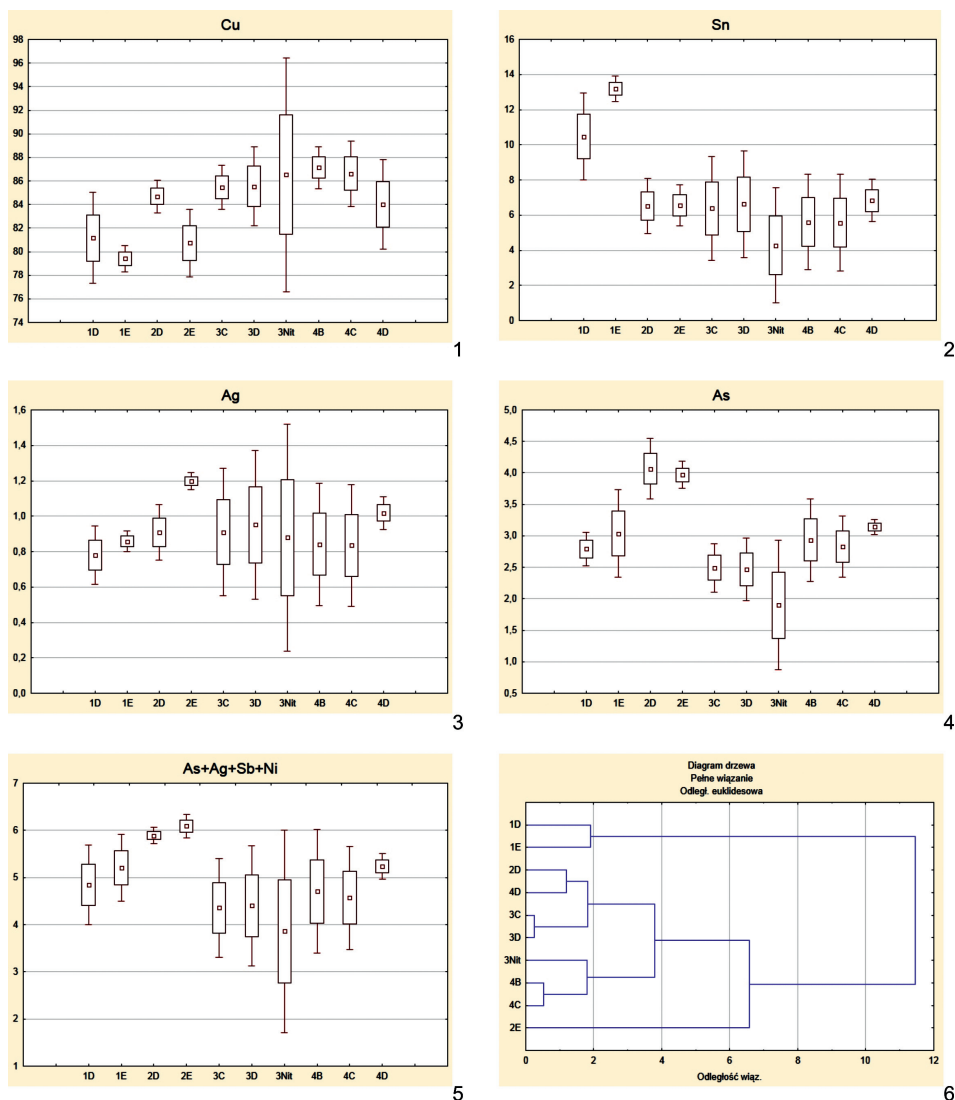 Cu
98
96
94
92
90
88
86
84
82
80
78
76
74
1D 1E 2D 2E 3C 3D 3Nit 4B 4C 4D
1
Sn
16
14
12
10
8
6
4
2
0
1D 1E 2D 2E 3C 3D 3Nit 4B 4C 4D
2
Ag
1,6
1,4
1,2
1,0
0,8
0,6
0,4
0,2
0,0
1D 1E 2D 2E 3C 3D 3Nit 4B 4C 4D
3
As
5,0
4,5
4,0
3,5
3,0
2,5
2,0
1,5
1,0
0,5
1D 1E 2D 2E 3C 3D 3Nit 4B 4C 4D
4
As+Ag+Sb+Ni
7
6
5
4
3
2
1
1D 1E 2D 2E 3C 3D 3Nit 4B 4C 4D
5
Diagram drzewa
Pełne wiązanie
Odległ. euklidesowa
1D
1E
2D
4D
3C
3D
3Nit
4B
4C
2E
0 2 4 6 8 10 12
Odległość wiąz.
6